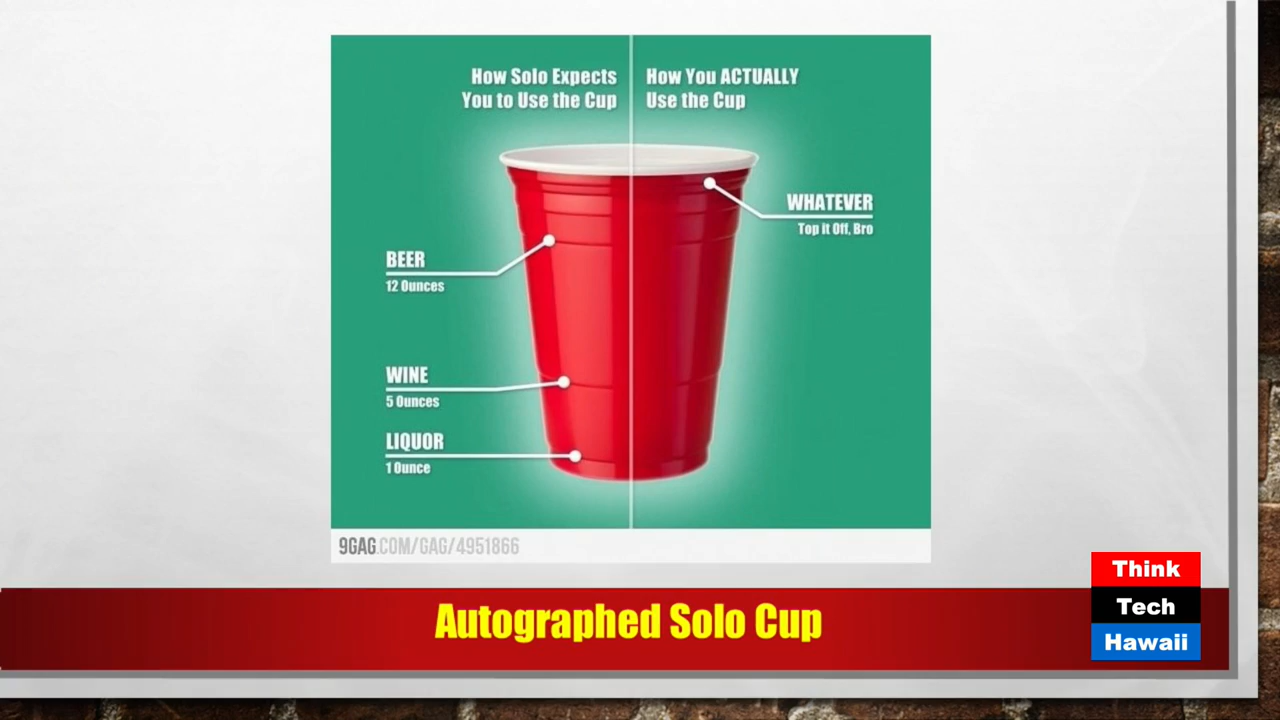 How Solo Expects
You to Use the Cup
How You ACTUALLY
Use the Cup
WHATEVER
Top it Off, Bro
BEER
12 Ounces
WINE
5 Ounces
LIQUOR
1 Ounce
9GAG.COM/GAG/4951866
Autographed Solo Cup
Think
Tech
Hawaii